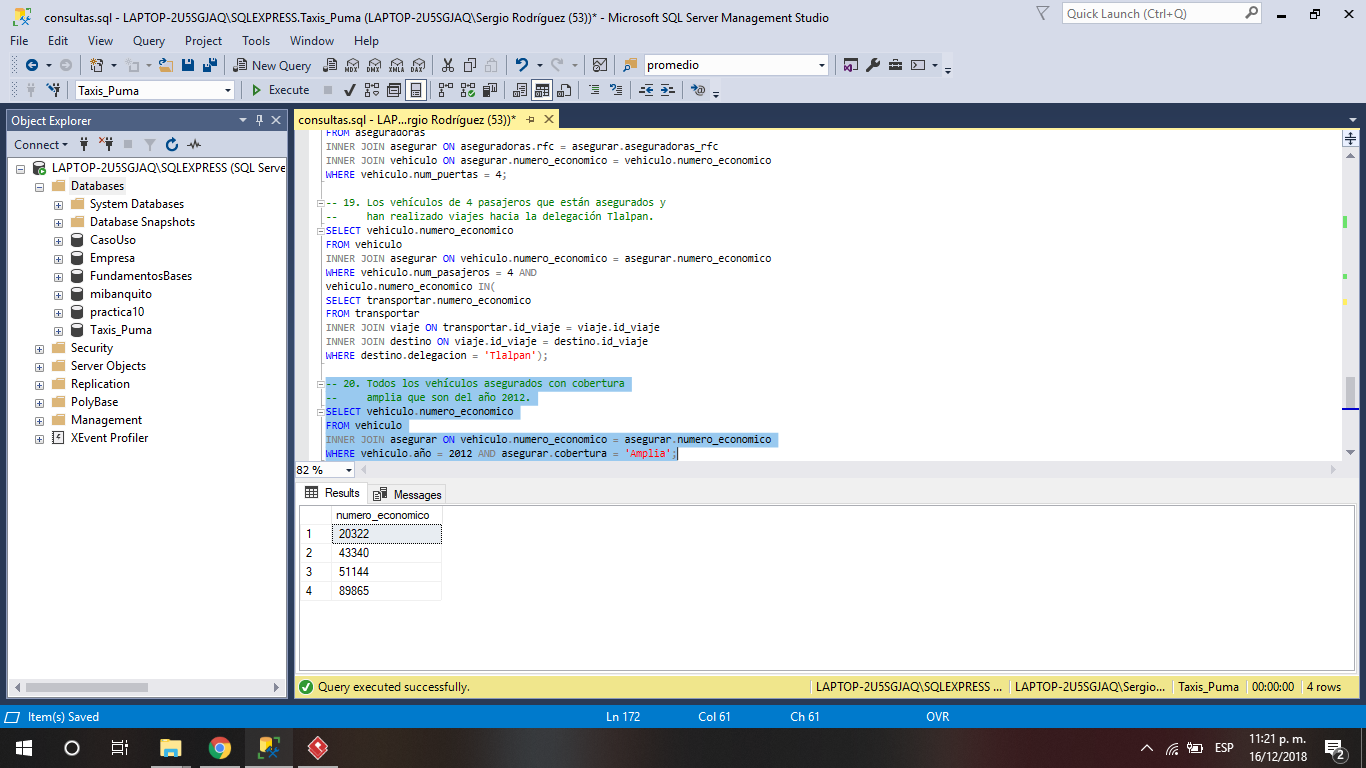 consultas.sql - LAPTOP-2U5SGJAQ\SQLEXPRESS.Taxis_Puma (LAPTOP-2U5SGJAQ\Sergio Rodríguez (53))* - Microsoft SQL Server Management Studio
Quick Launch (Ctrl+Q)
File Edit View Query Project Tools Window Help
New Query
MDX DMX XMLA DAX
promedio
Taxis_Puma
Execute
Object Explorer
consultas.sql - LAP...rgio Rodríguez (53))*
Connect
LAPTOP-2U5SGJAQ\SQLEXPRESS (SQL Serve
Databases
System Databases
Database Snapshots
CasoUso
Empresa
FundamentosBases
mibanquito
practica10
Taxis_Puma
Security
Server Objects
Replication
PolyBase
Management
XEvent Profiler
FROM aseguradoras
INNER JOIN asegurar ON aseguradoras.rfc = asegurar.aseguradoras_rfc
INNER JOIN vehiculo ON asegurar.numero_economico = vehiculo.numero_economico
WHERE vehiculo.num_puertas = 4;
-- 19. Los vehículos de 4 pasajeros que están asegurados y
-- han realizado viajes hacia la delegación Tlalpan.
SELECT vehiculo.numero_economico
FROM vehiculo
INNER JOIN asegurar ON vehiculo.numero_economico = asegurar.numero_economico
WHERE vehiculo.num_pasajeros = 4 AND
vehiculo.numero_economico IN(
SELECT transportar.numero_economico
FROM transportar
INNER JOIN viaje ON transportar.id_viaje = viaje.id_viaje
INNER JOIN destino ON viaje.id_viaje = destino.id_viaje
WHERE destino.delegacion = 'Tlalpan');
-- 20. Todos los vehículos asegurados con cobertura
-- amplia que son del año 2012.
SELECT vehiculo.numero_economico
FROM vehiculo
INNER JOIN asegurar ON vehiculo.numero_economico = asegurar.numero_economico
WHERE vehiculo.año = 2012 AND asegurar.cobertura = 'Amplia';
82 %
Results Messages
numero_economico
1 20322
2 43340
3 51144
4 89865
Query executed successfully.
LAPTOP-2U5SGJAQ\SQLEXPRESS ... LAPTOP-2U5SGJAQ\Sergio... Taxis_Puma 00:00:00 4 rows
Item(s) Saved Ln 172 Col 61 Ch 61 OVR
ESP
11:21 p. m.
16/12/2018
2